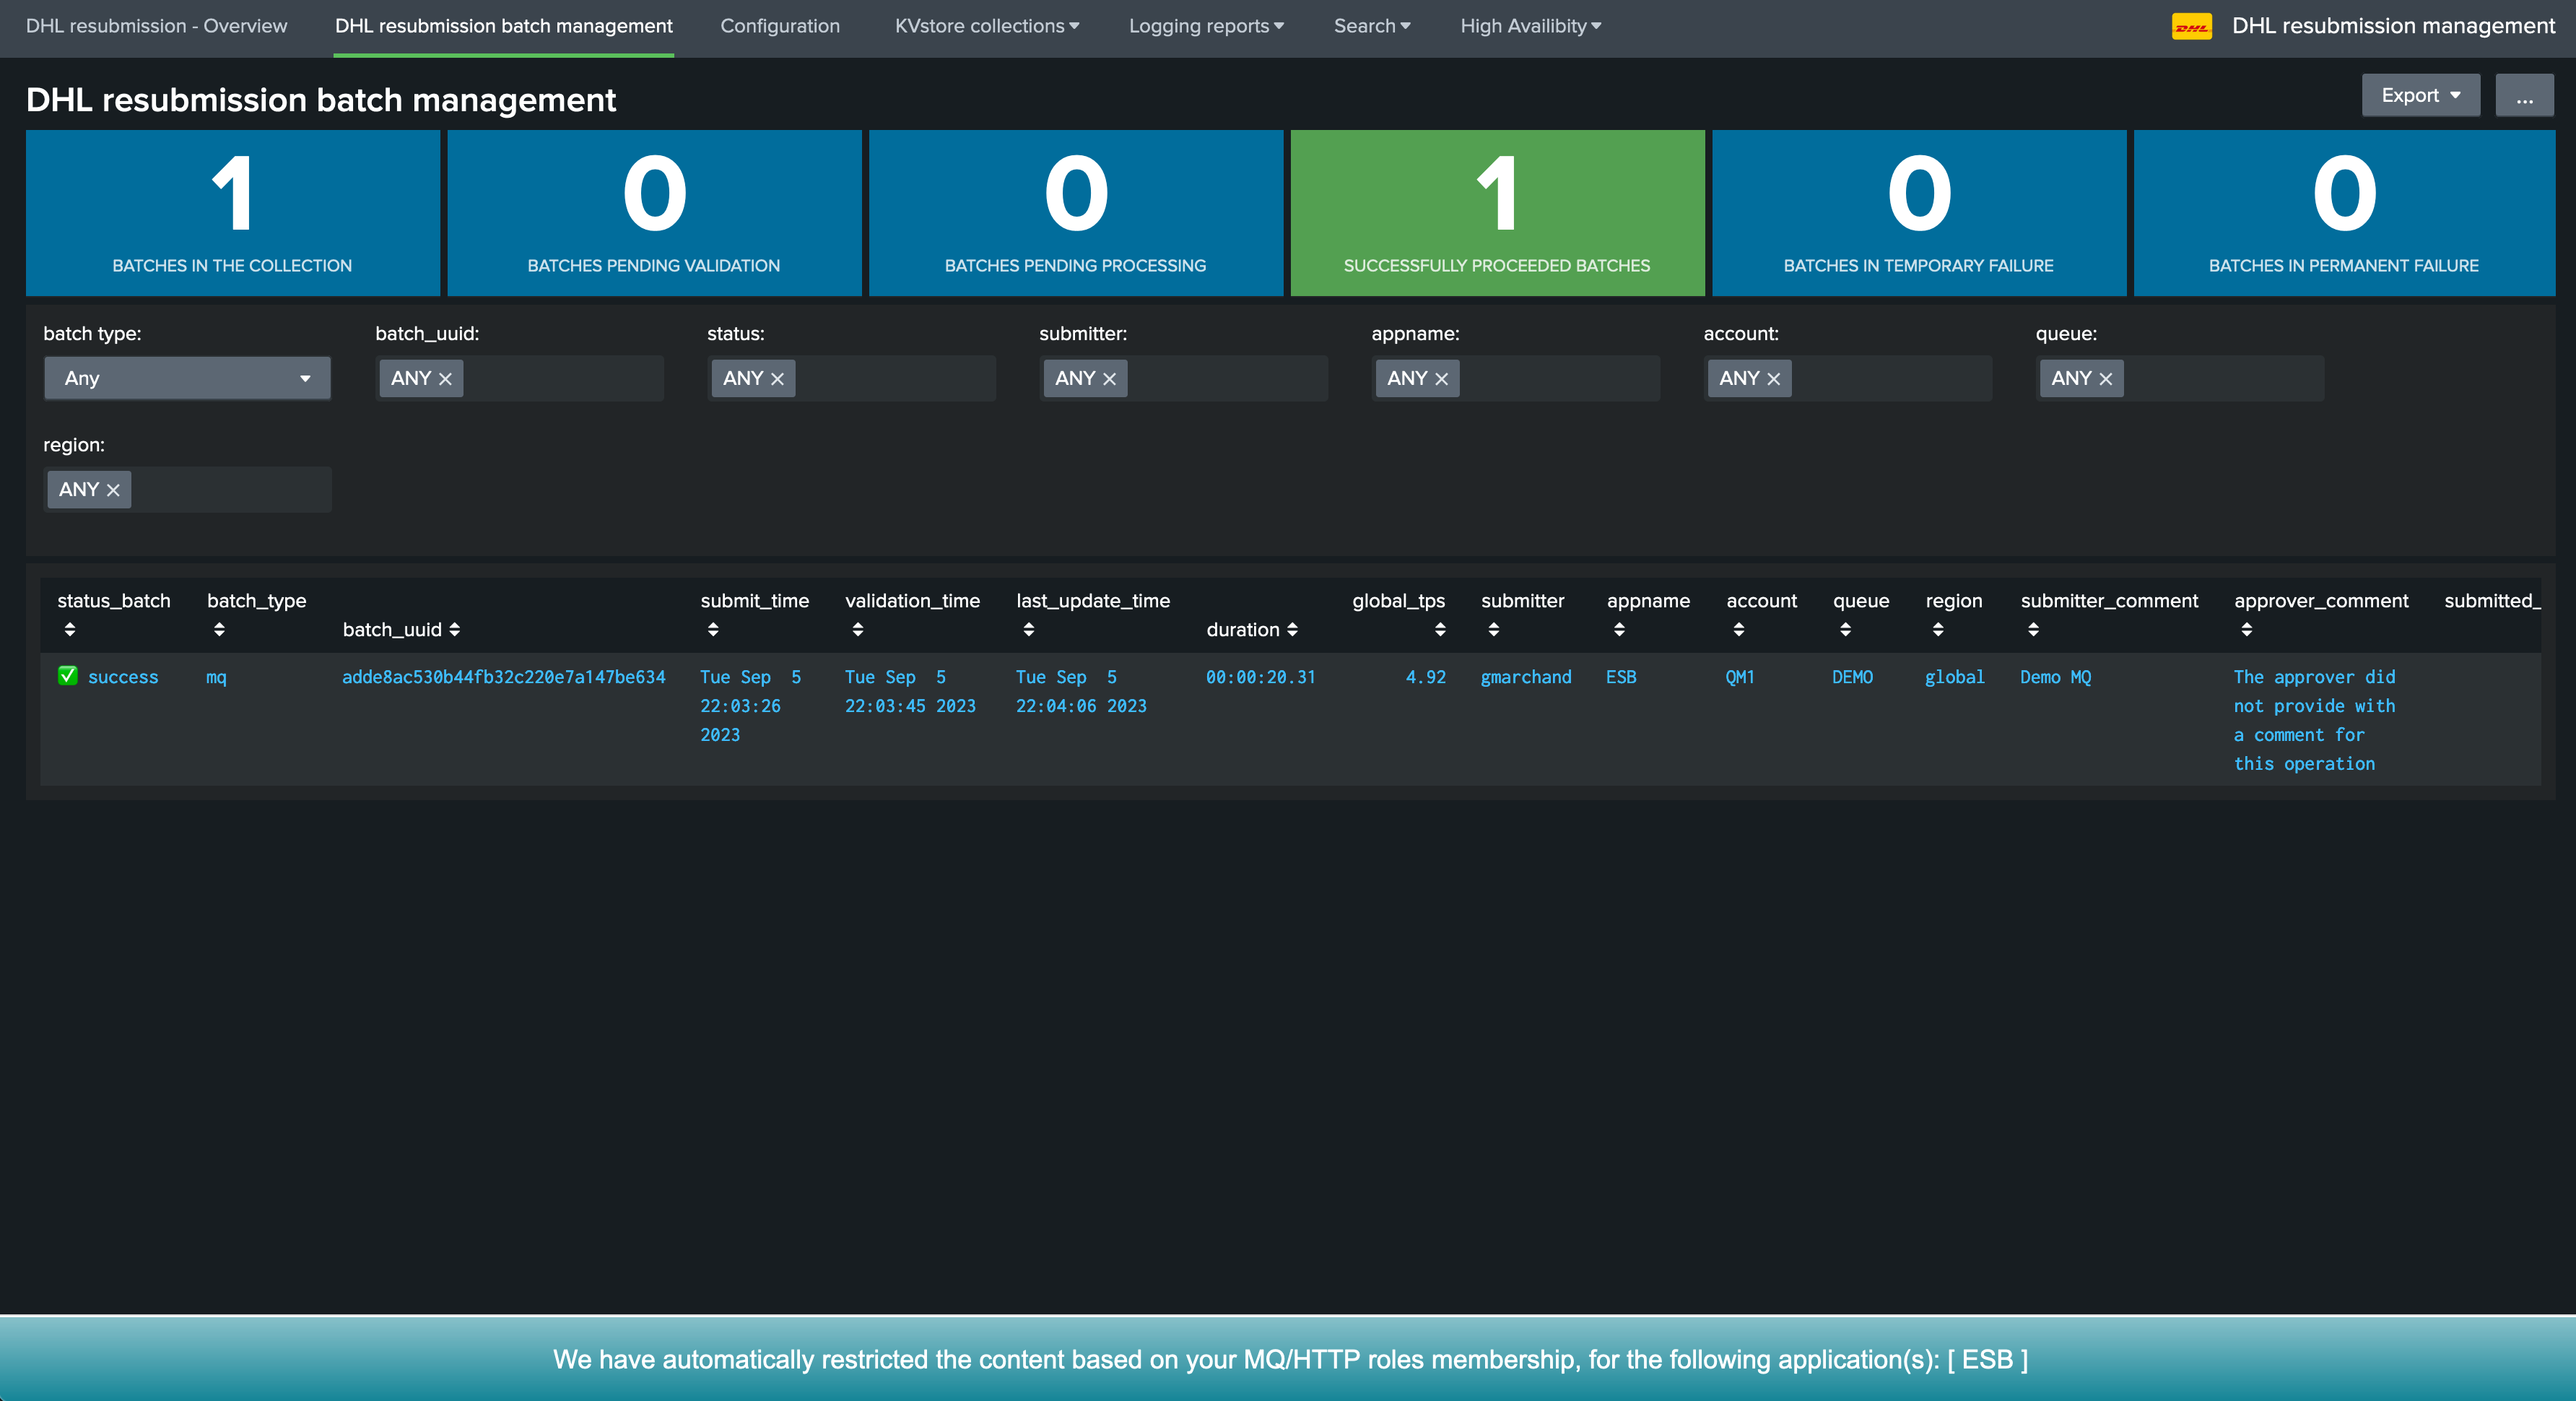 DHL resubmission - Overview
DHL resubmission batch management
Configuration
KVstore collections
Logging reports
Search
High Availibity
DHL
DHL resubmission management
DHL resubmission batch management
Export
...
1
BATCHES IN THE COLLECTION
0
BATCHES PENDING VALIDATION
0
BATCHES PENDING PROCESSING
1
SUCCESSFULLY PROCEEDED BATCHES
0
BATCHES IN TEMPORARY FAILURE
0
BATCHES IN PERMANENT FAILURE
batch type:
Any
batch_uuid:
ANY
status:
ANY
submitter:
ANY
appname:
ANY
account:
ANY
queue:
ANY
region:
ANY
status_batch
batch_type
batch_uuid
submit_time
validation_time
last_update_time
duration
global_tps
submitter
appname
account
queue
region
submitter_comment
approver_comment
submitted_
success
mq
adde8ac530b44fb32c220e7a147be634
Tue Sep  5
22:03:26
2023
Tue Sep  5
22:03:45 2023
Tue Sep  5
22:04:06 2023
00:00:20.31
4.92
gmarchand
ESB
QM1
DEMO
global
Demo MQ
The approver did
not provide with
a comment for
this operation
We have automatically restricted the content based on your MQ/HTTP roles membership, for the following application(s): [ ESB ]